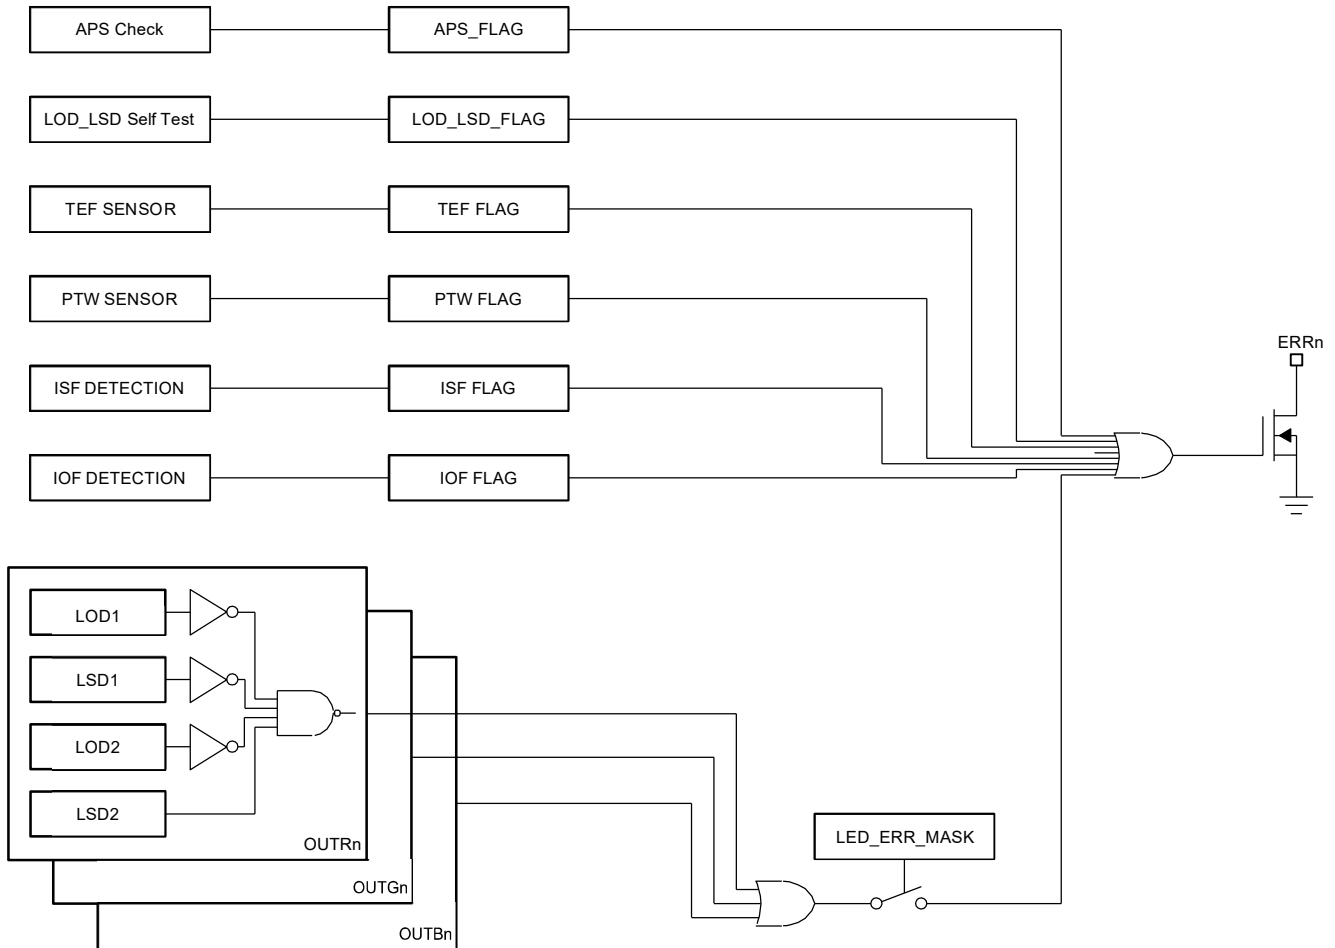 APS Check
APS_FLAG
LOD_LSD Self Test
LOD_LSD_FLAG
TEF SENSOR
TEF FLAG
PTW SENSOR
PTW FLAG
ERRn
ISF DETECTION
ISF FLAG
IOF DETECTION
IOF FLAG
LOD1
LSD1
LOD2
LSD2
OUTRn
LED_ERR_MASK
OUTGn
OUTBn